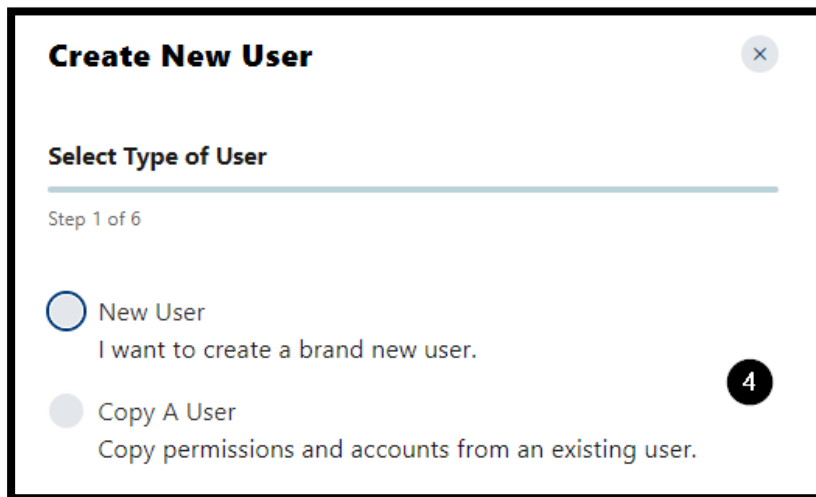 Create New User
Select Type of User
Step 1 of 6
New User
I want to create a brand new user.
4
Copy A User
Copy permissions and accounts from an existing user.